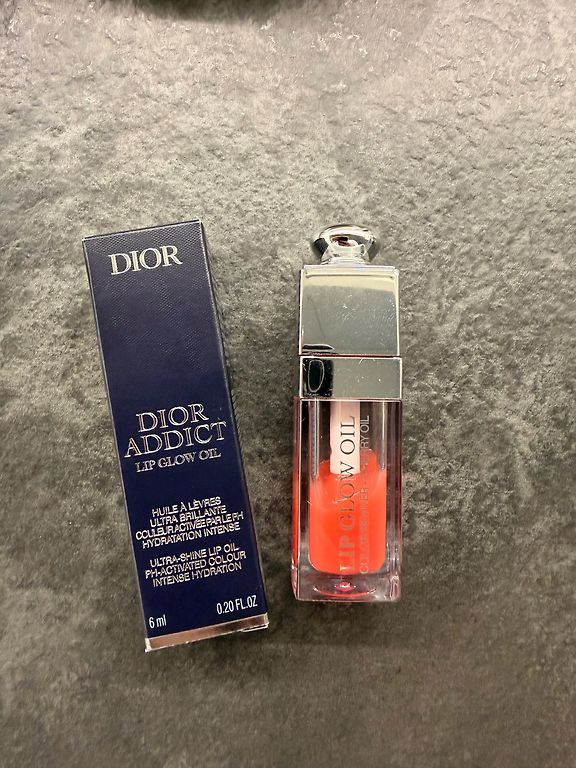 DIOR
DIOR
ADDICT
LIP GLOW OIL
HUILE À LÈVRES
ULTRA BRILLANTE
COULEUR ACTIVÉE PAR LE PH
HYDRATATION INTENSE
ULTRA-SHINE LIP OIL
PH-ACTIVATED COLOUR
INTENSE HYDRATION
6 ml
0.20 FL.OZ
D
LIP GLOW OIL
OIL